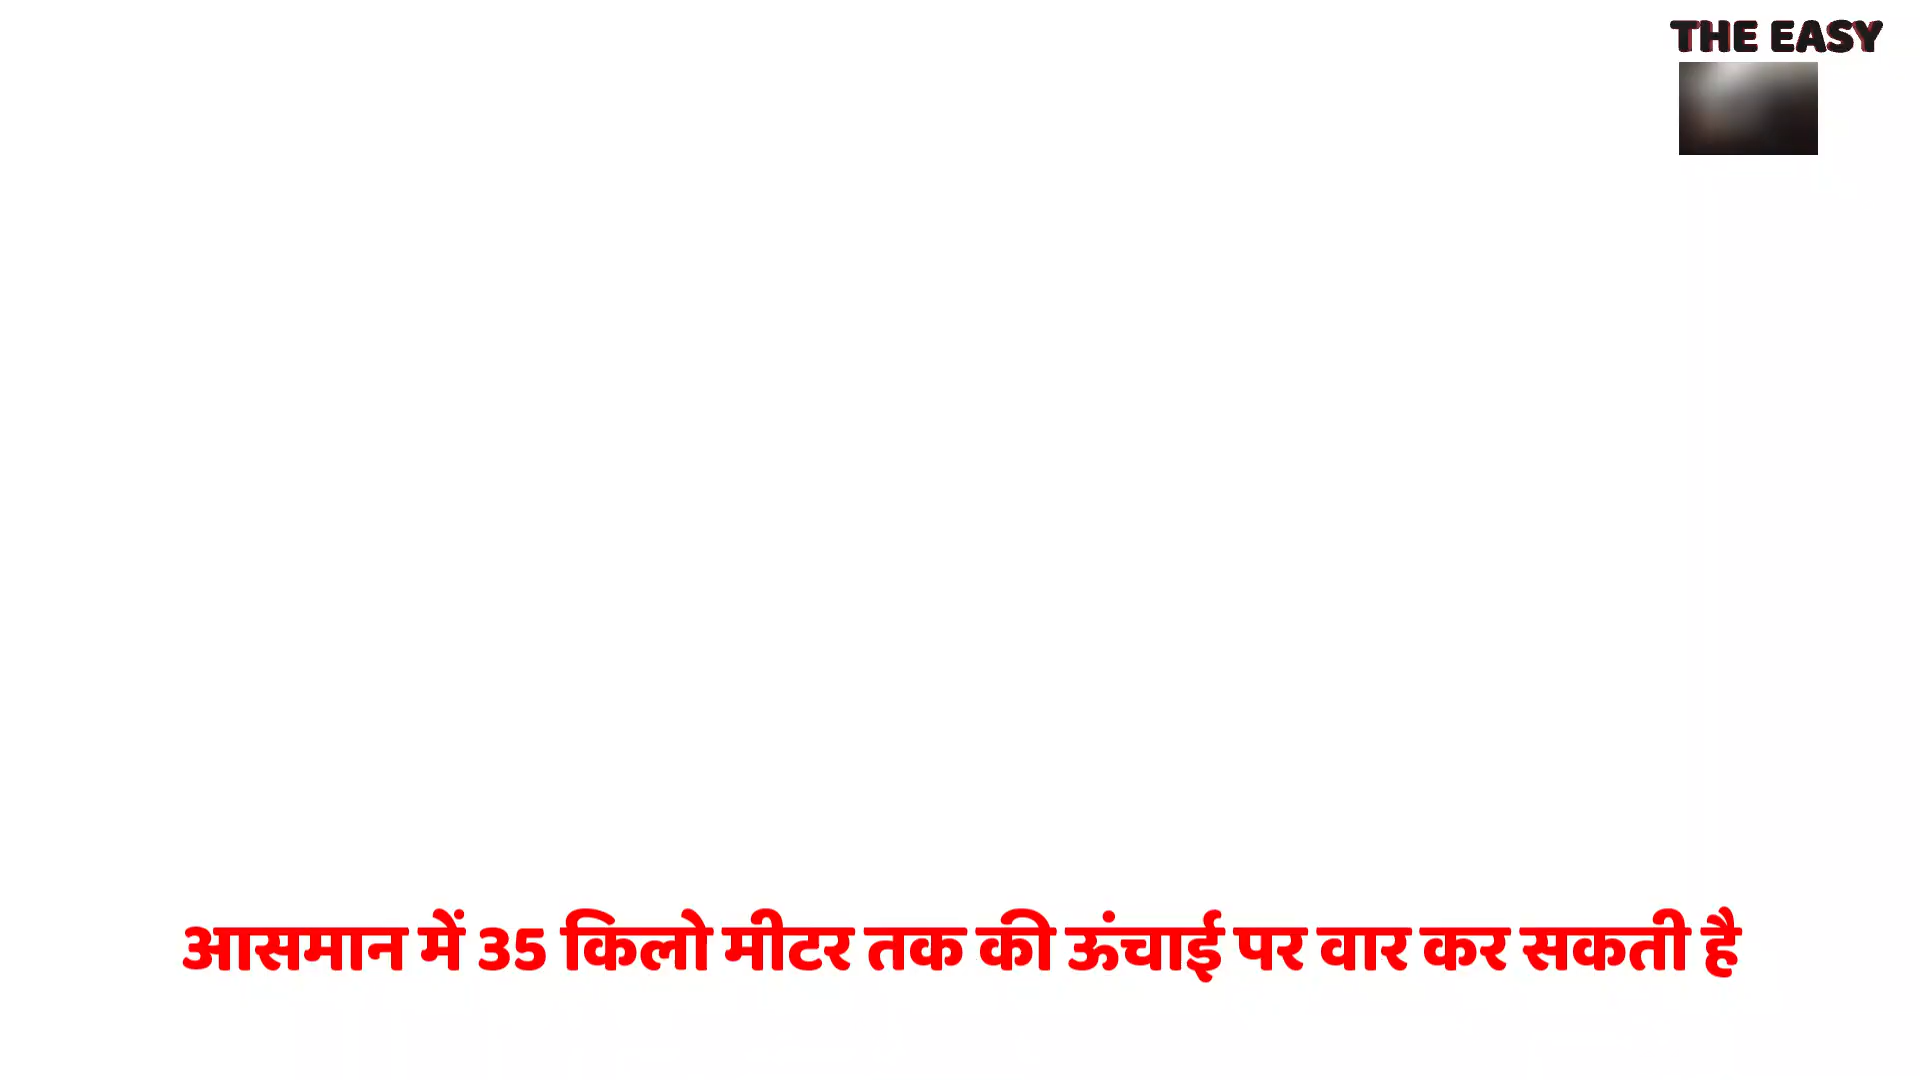 THE EASY
आसमान में 35 किलो मीटर तक की ऊंचाई पर वार कर सकती है